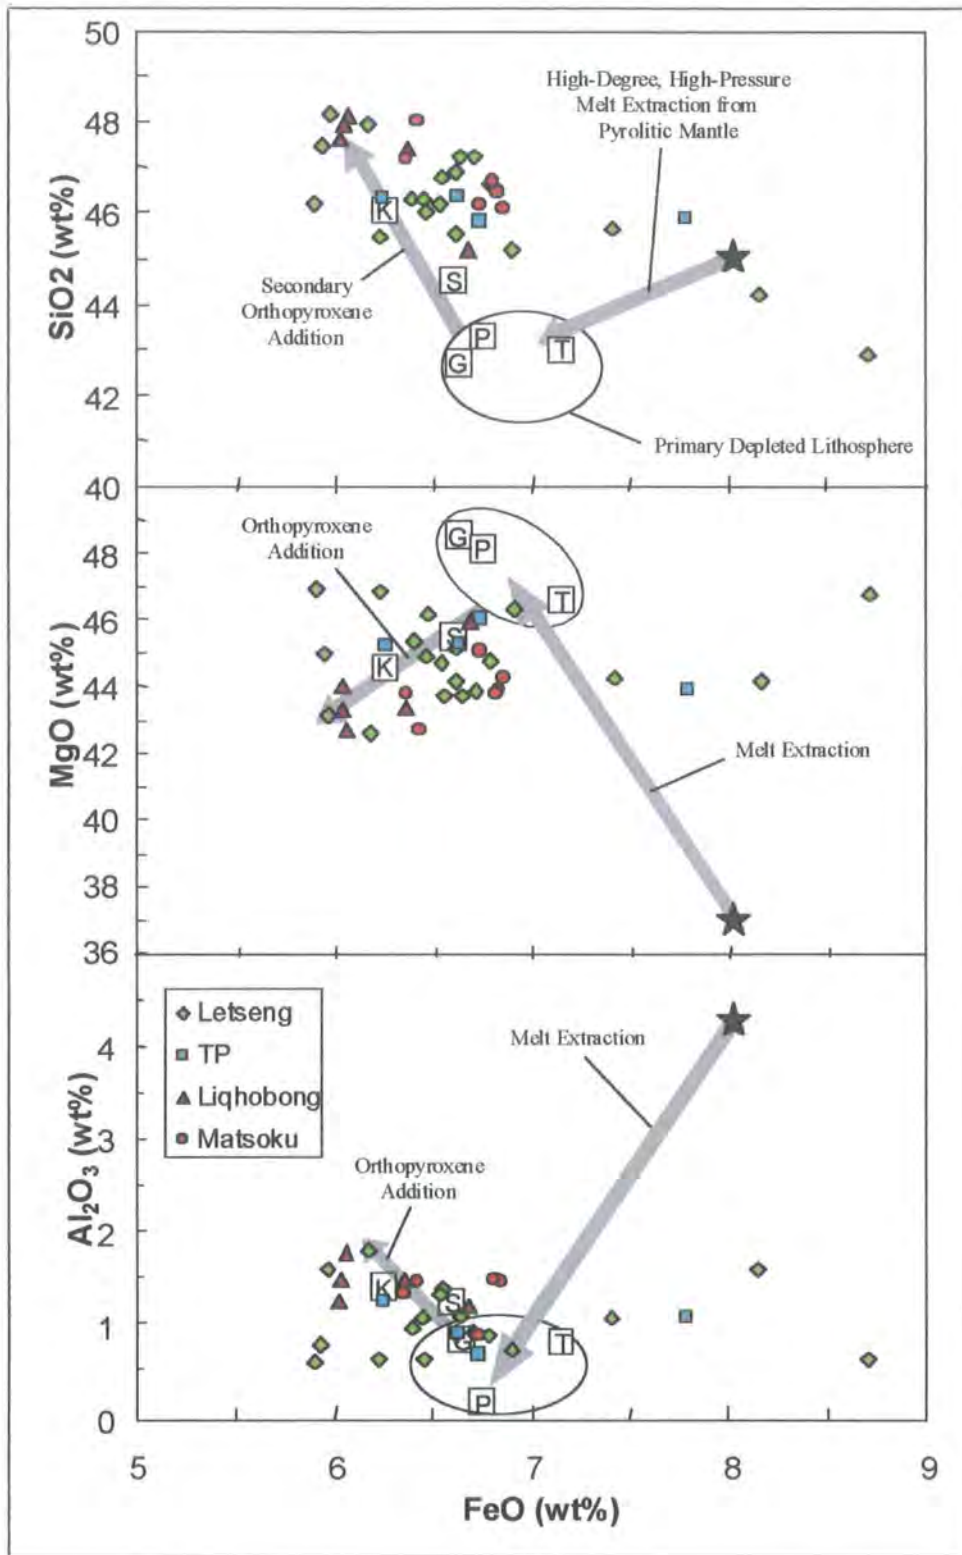 50
48
46
44
42
40
SiO2 (wt%)
High-Degree, High-Pressure
Melt Extraction from
Pyrolitic Mantle
Secondary
Orthopyroxene
Addition
K
S
P
G
T
Primary Depleted Lithosphere
48
46
44
42
40
38
36
MgO (wt%)
Orthopyroxene
Addition
G
P
T
S
K
Melt Extraction
4
3
2
1
0
Al₂O₃ (wt%)
Letseng
TP
Liqhobong
Matsoku
Melt Extraction
Orthopyroxene
Addition
K
S
G
T
P
5
6
7
8
9
FeO (wt%)